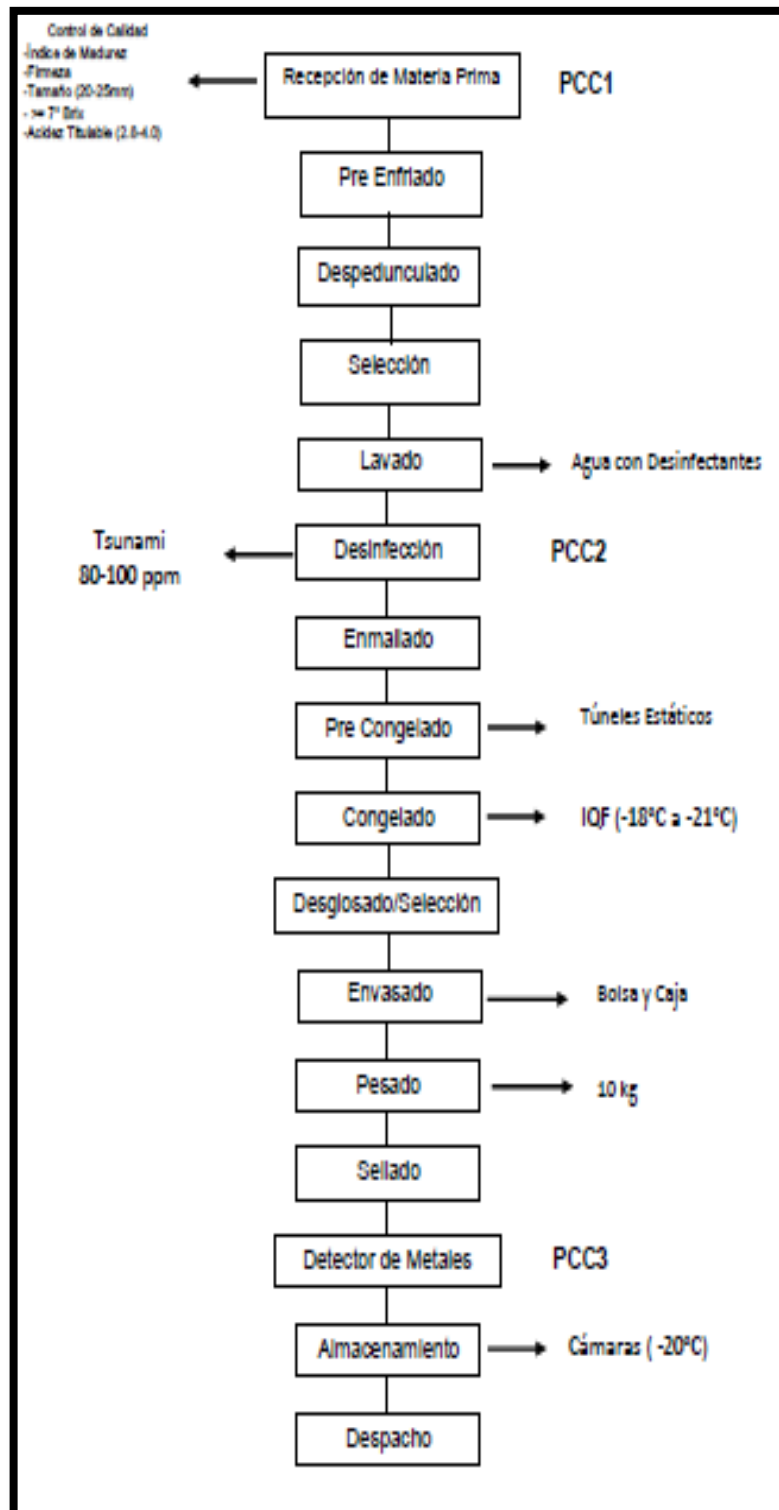 Control de Calidad
-Índice de Madurez
-Firmeza
-Tamaño (20-25mm)
- >= 7° Brix
-Acidez Titulable (2.8-4.0)
Recepción de Materia Prima
PCC1
Pre Enfriado
Despedunculado
Selección
Lavado
Agua con Desinfectantes
Tsunami
80-100 ppm
Desinfección
PCC2
Enmallado
Pre Congelado
Túneles Estáticos
Congelado
IQF (-18°C a -21°C)
Desglosado/Selección
Envasado
Bolsa y Caja
Pesado
10 kg
Sellado
Detector de Metales
PCC3
Almacenamiento
Cámaras ( -20°C)
Despacho